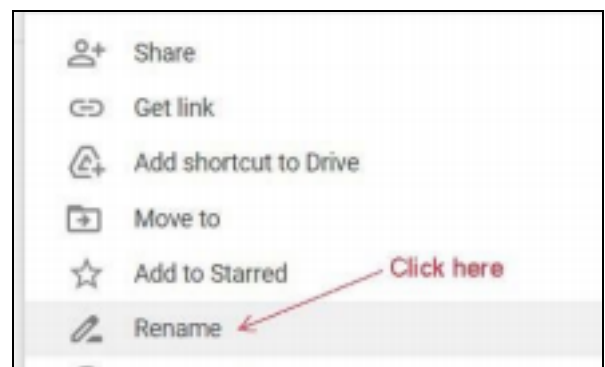 Share
Get link
Add shortcut to Drive
Move to
Add to Starred
Click here
Rename